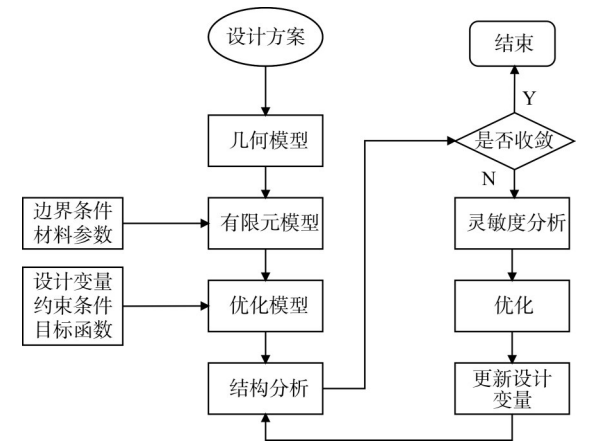 设计方案
几何模型
边界条件
材料参数
有限元模型
设计变量
约束条件
目标函数
优化模型
结构分析
结束
Y
是否收敛
N
灵敏度分析
优化
更新设计
变量